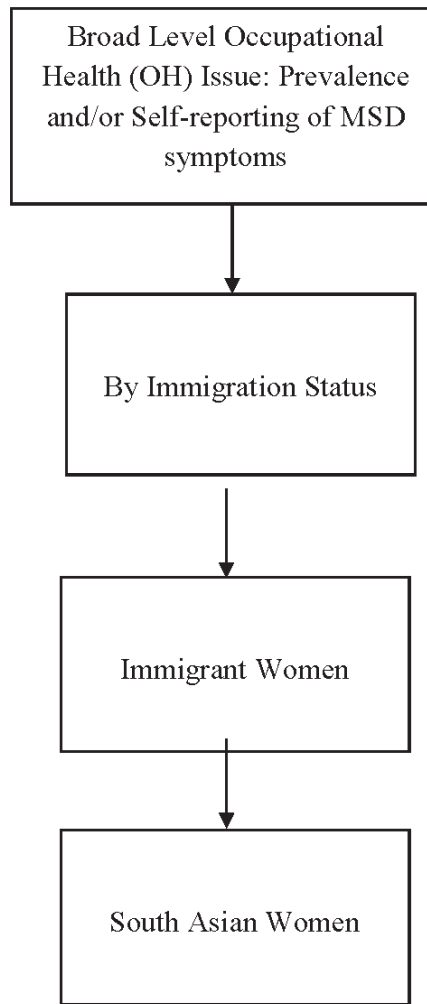 Broad Level Occupational
Health (OH) Issue: Prevalence
and/or Self-reporting of MSD
symptoms
By Immigration Status
Immigrant Women
South Asian Women